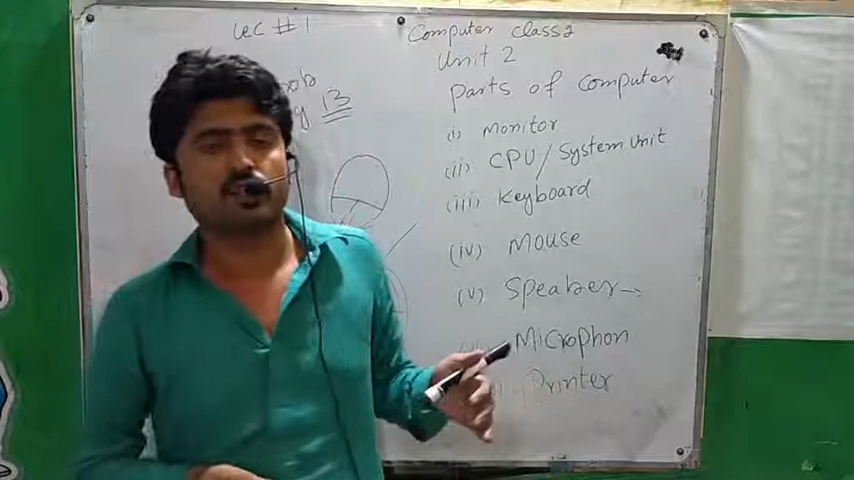 Lec # 1
Computer Class 2
Unit 2
13
Parts of Computer
(i) Monitor
(ii) CPU / System Unit
(iii) Keyboard
(iv) Mouse
(v) Speaker
Microphon
Printer